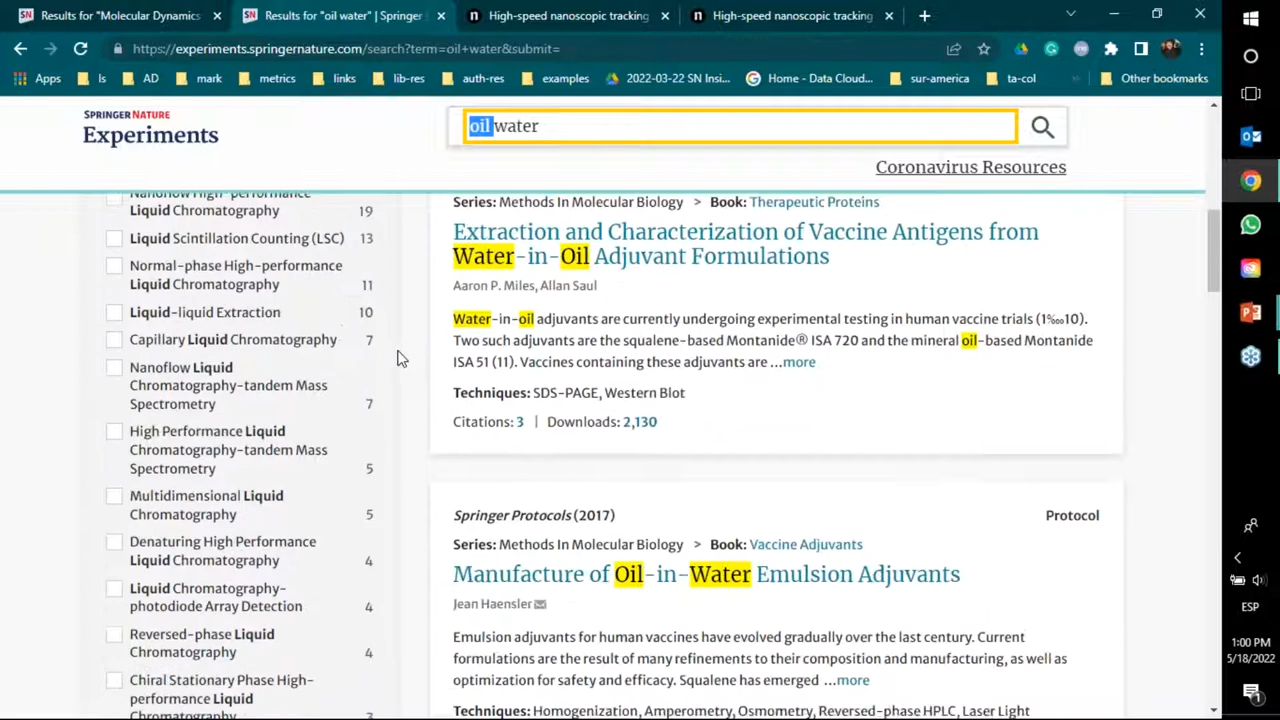 Results for "Molecular Dynamics
Results for "oil water" | Springer
High-speed nanoscopic tracking
High-speed nanoscopic tracking
https://experiments.springernature.com/search?term=oil+water&submit=
Apps
ls
AD
mark
metrics
links
lib-res
auth-res
examples
2022-03-22 SN Insi...
Home - Data Cloud...
sur-america
ta-col
Other bookmarks
SPRINGER NATURE
Experiments
oil water
Coronavirus Resources
Nanoflow High-performance
Liquid Chromatography 19
Liquid Scintillation Counting (LSC) 13
Normal-phase High-performance
Liquid Chromatography 11
Liquid-liquid Extraction 10
Capillary Liquid Chromatography 7
Nanoflow Liquid
Chromatography-tandem Mass
Spectrometry 7
High Performance Liquid
Chromatography-tandem Mass
Spectrometry 5
Multidimensional Liquid
Chromatography 5
Denaturing High Performance
Liquid Chromatography 4
Liquid Chromatography-
photodiode Array Detection 4
Reversed-phase Liquid
Chromatography 4
Chiral Stationary Phase High-
performance Liquid
Series: Methods In Molecular Biology > Book: Therapeutic Proteins
Extraction and Characterization of Vaccine Antigens from
Water-in-Oil Adjuvant Formulations
Aaron P. Miles, Allan Saul
Water-in-oil adjuvants are currently undergoing experimental testing in human vaccine trials (1‰10).
Two such adjuvants are the squalene-based Montanide® ISA 720 and the mineral oil-based Montanide
ISA 51 (11). Vaccines containing these adjuvants are ...more
Techniques: SDS-PAGE, Western Blot
Citations: 3 | Downloads: 2,130
Springer Protocols (2017) Protocol
Series: Methods In Molecular Biology > Book: Vaccine Adjuvants
Manufacture of Oil-in-Water Emulsion Adjuvants
Jean Haensler
Emulsion adjuvants for human vaccines have evolved gradually over the last century. Current
formulations are the result of many refinements to their composition and manufacturing, as well as
optimization for safety and efficacy. Squalene has emerged ...more
Techniques: Homogenization, Amperometry, Osmometry, Reversed-phase HPLC, Laser Light
ESP
1:00 PM
5/18/2022